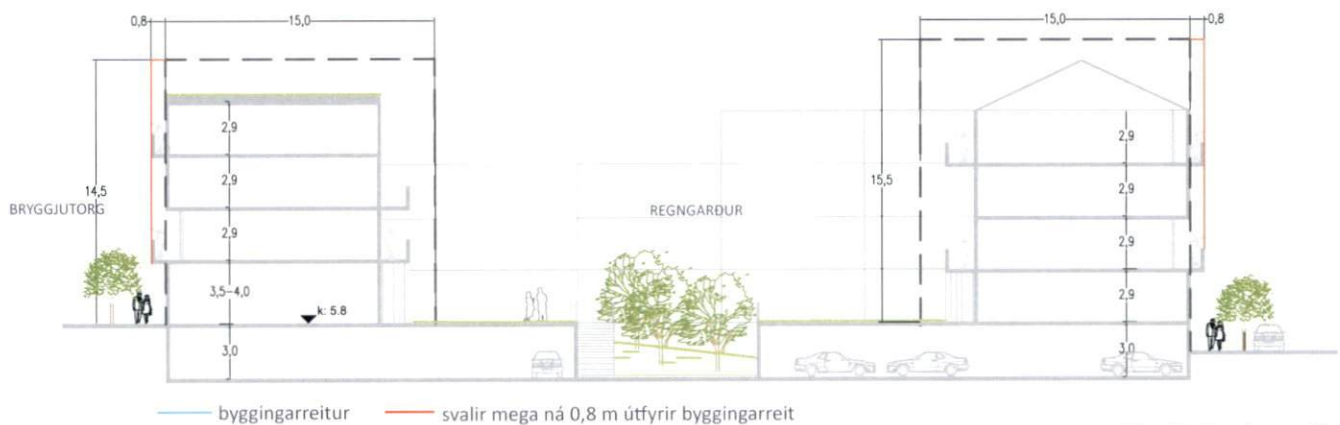 0,8 15,0 15,0 0,8
2,9 2,9
14,5 2,9 15,5 2,9
BRYGGJUTORG REGNGARÐUR
2,9 2,9
3,5-4,0 2,9
k: 5.8
3,0 3,0
byggingarreitur svalir mega ná 0,8 m útfyrir byggingarreit